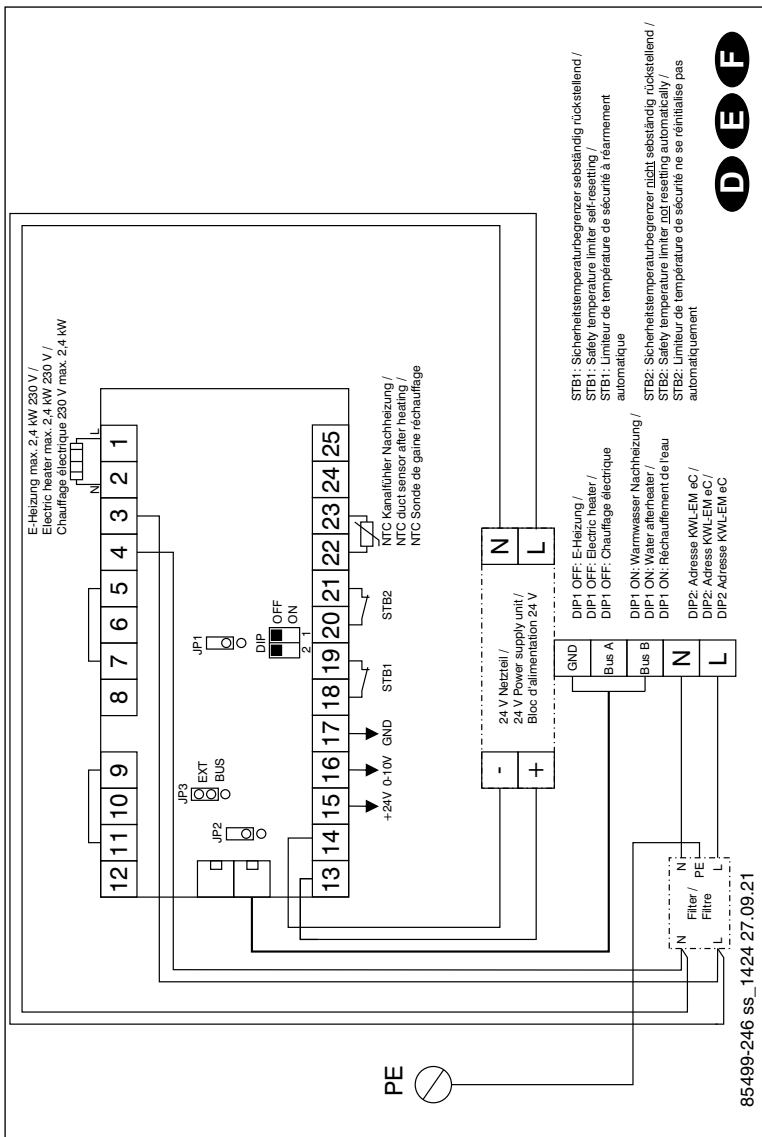 E-Heizung max. 2,4 kW 230 V /
Electric heater max. 2,4 kW 230 V /
Chauffage électrique 230 V max. 2,4 kW
N
L
12
11
10
9
8
7
6
5
4
3
2
1
JP2
JP3
EXT
BUS
JP1
DIP
OFF
ON
2
1
13
14
15
16
17
18
19
20
21
22
23
24
25
+24V
0-10V
GND
STB1
STB2
NTC Kanalfühler Nachheizung /
NTC duct sensor after heating /
NTC Sonde de gaine réchauffage
PE
-
+
24 V Netzteil /
24 V Power supply unit /
Bloc d'alimentation 24 V
N
L
N
L
Filter /
Filtre
N
PE
L
GND
Bus A
Bus B
N
L
DIP1 OFF: E-Heizung /
DIP1 OFF: Electric heater /
DIP1 OFF: Chauffage électrique
DIP1 ON: Warmwasser Nachheizung /
DIP1 ON: Water afterheater /
DIP1 ON: Réchauffement de l'eau
DIP2: Adresse KWL-EM eC /
DIP2: Adress KWL-EM eC /
DIP2 Adresse KWL-EM eC
STB1: Sicherheitstemperaturbegrenzer sebständig rückstellend /
STB1: Safety temperature limiter self-resetting /
STB1: Limiteur de température de sécurité à réarmement
automatique
STB2: Sicherheitstemperaturbegrenzer nicht sebständig rückstellend /
STB2: Safety temperature limiter not resetting automatically /
STB2: Limiteur de température de sécurité ne se réinitialise pas
automatiquement
D E F
85499-246 ss_1424 27.09.21